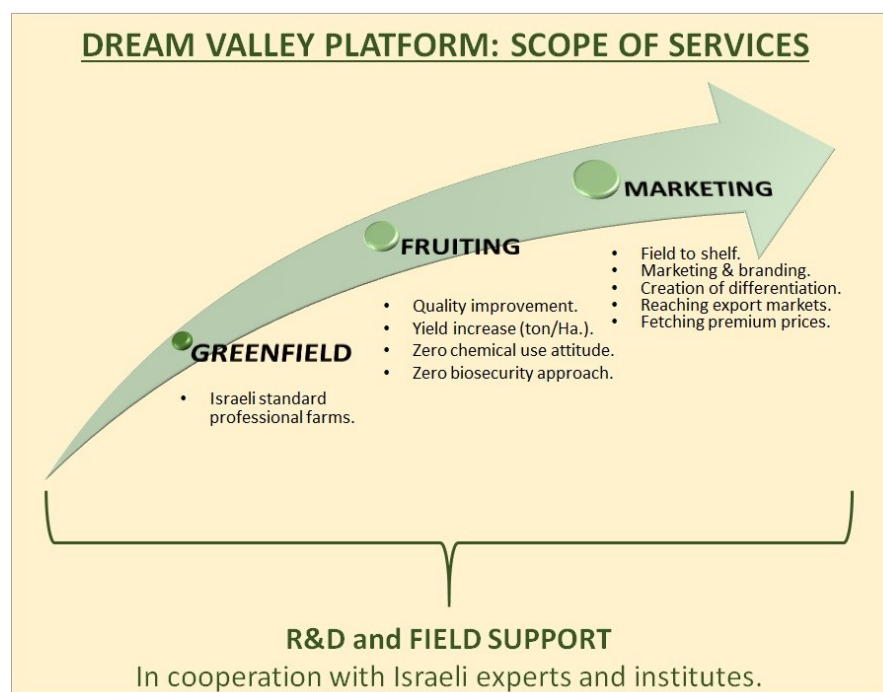 DREAM VALLEY PLATFORM: SCOPE OF SERVICES
GREENFIELD
• Israeli standard
professional farms.
FRUITING
• Quality improvement.
• Yield increase (ton/Ha.).
• Zero chemical use attitude.
• Zero biosecurity approach.
MARKETING
• Field to shelf.
• Marketing & branding.
• Creation of differentiation.
• Reaching export markets.
• Fetching premium prices.
R&D and FIELD SUPPORT
In cooperation with Israeli experts and institutes.